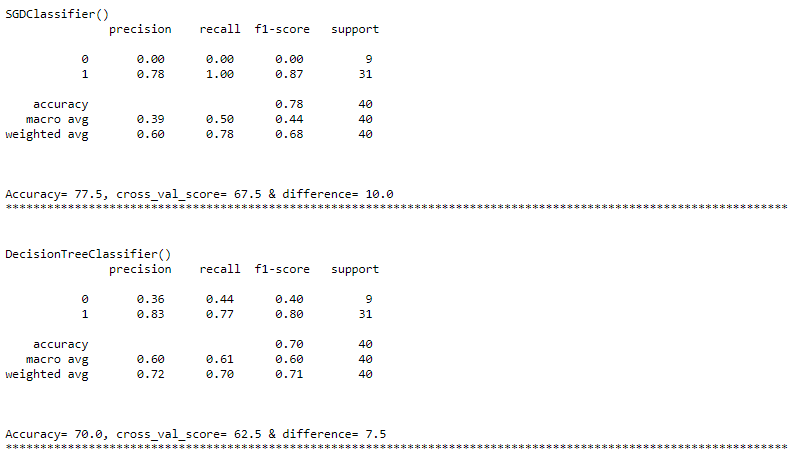 SGDClassifier()
precision recall f1-score support
0 0.00 0.00 0.00 9
1 0.78 1.00 0.87 31
accuracy 0.78 40
macro avg 0.39 0.50 0.44 40
weighted avg 0.60 0.78 0.68 40
Accuracy= 77.5, cross_val_score= 67.5 & difference= 10.0
*****************************************************************************************************************
DecisionTreeClassifier()
precision recall f1-score support
0 0.36 0.44 0.40 9
1 0.83 0.77 0.80 31
accuracy 0.70 40
macro avg 0.60 0.61 0.60 40
weighted avg 0.72 0.70 0.71 40
Accuracy= 70.0, cross_val_score= 62.5 & difference= 7.5
*****************************************************************************************************************